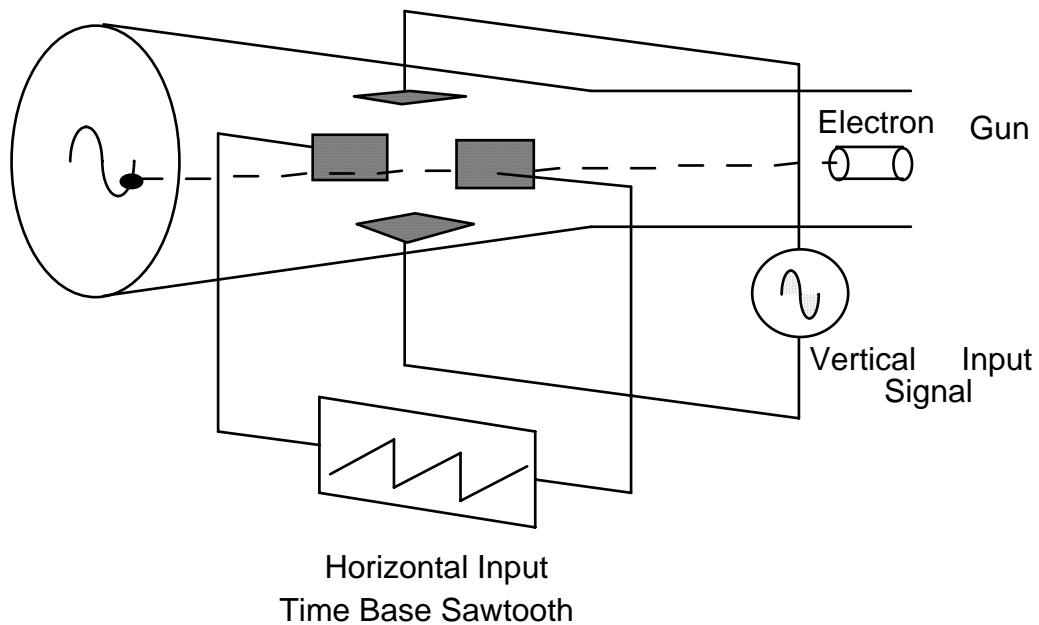 Electron Gun
Vertical Input
Signal
Horizontal Input
Time Base Sawtooth